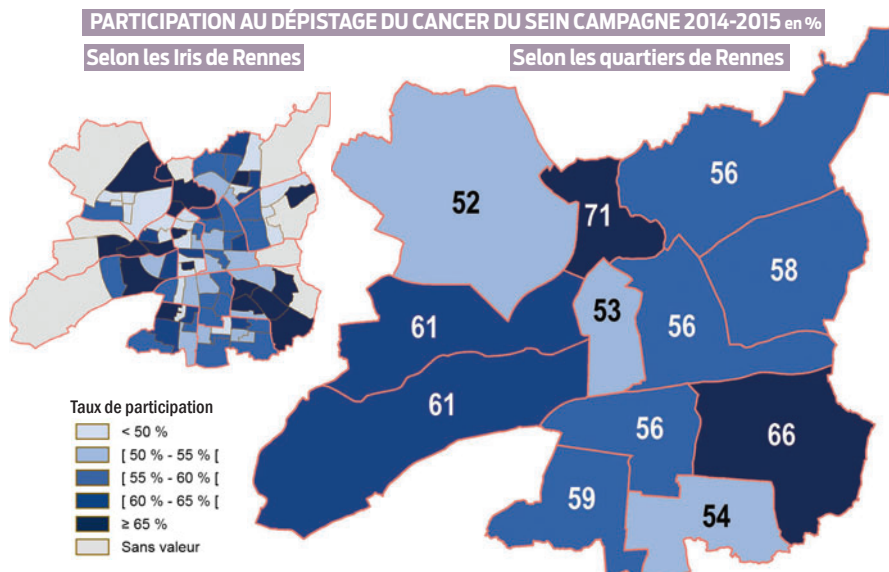 PARTICIPATION AU DÉPISTAGE DU CANCER DU SEIN CAMPAGNE 2014-2015 en %
Selon les Iris de Rennes
Selon les quartiers de Rennes
56
52
71
58
53
56
61
61
56
66
59
54
Taux de participation
< 50 %
[ 50 % - 55 % [
[ 55 % - 60 % [
[ 60 % - 65 % [
≥ 65 %
Sans valeur